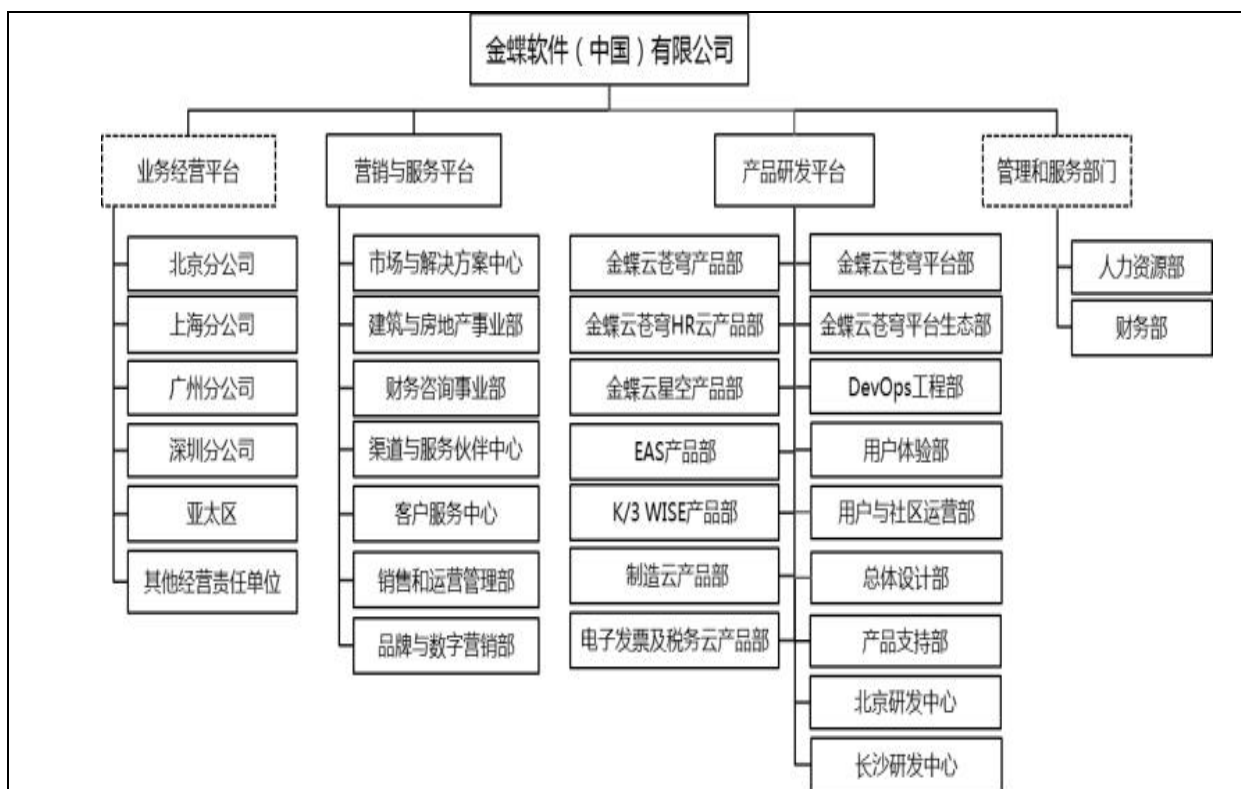 金蝶软件（中国）有限公司
业务经营平台
营销与服务平台
产品研发平台
管理和服务部门
北京分公司
上海分公司
广州分公司
深圳分公司
亚太区
其他经营责任单位
市场与解决方案中心
建筑与房地产事业部
财务咨询事业部
渠道与服务伙伴中心
客户服务中心
销售和运营管理部
品牌与数字营销部
金蝶云苍穹产品部
金蝶云苍穹HR云产品部
金蝶云星空产品部
EAS产品部
K/3 WISE产品部
制造云产品部
电子发票及税务云产品部
金蝶云苍穹平台部
金蝶云苍穹平台生态部
DevOps工程部
用户体验部
用户与社区运营部
总体设计部
产品支持部
北京研发中心
长沙研发中心
人力资源部
财务部